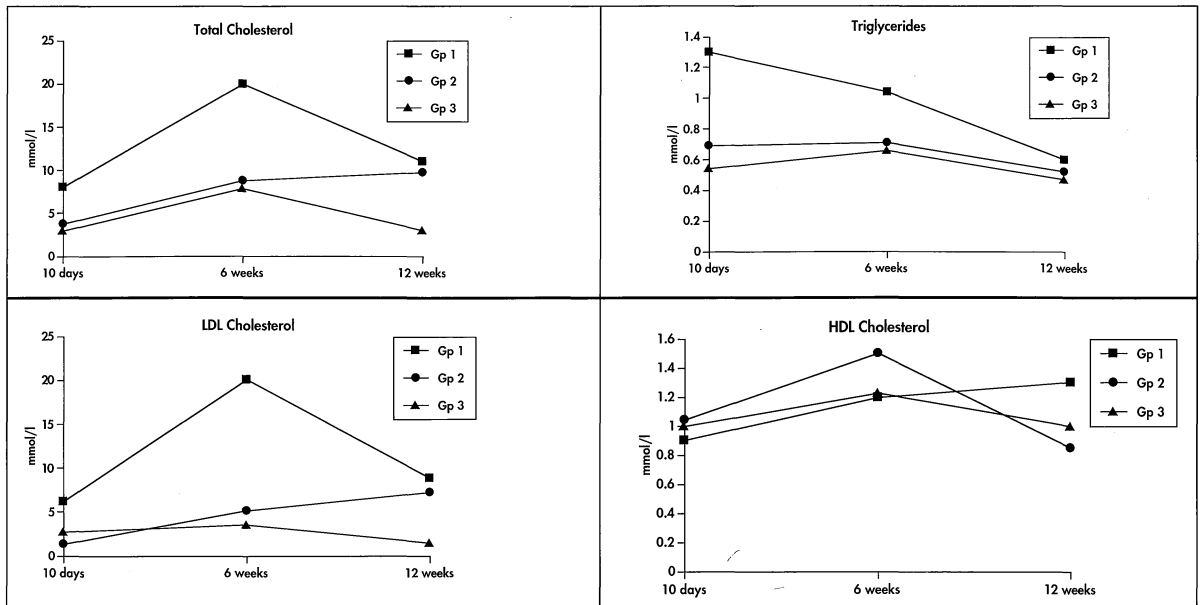 Total Cholesterol
25
20
15
10
5
0
mmol/l
10 days
6 weeks
12 weeks
Gp 1
Gp 2
Gp 3
Triglycerides
1.4
1.2
1
0.8
0.6
0.4
0.2
0
mmol/l
10 days
6 weeks
12 weeks
Gp 1
Gp 2
Gp 3
LDL Cholesterol
25
20
15
10
5
0
mmol/l
10 days
6 weeks
12 weeks
Gp 1
Gp 2
Gp 3
HDL Cholesterol
1.6
1.4
1.2
1
0.8
0.6
0.4
0.2
0
mmol/l
10 days
6 weeks
12 weeks
Gp 1
Gp 2
Gp 3